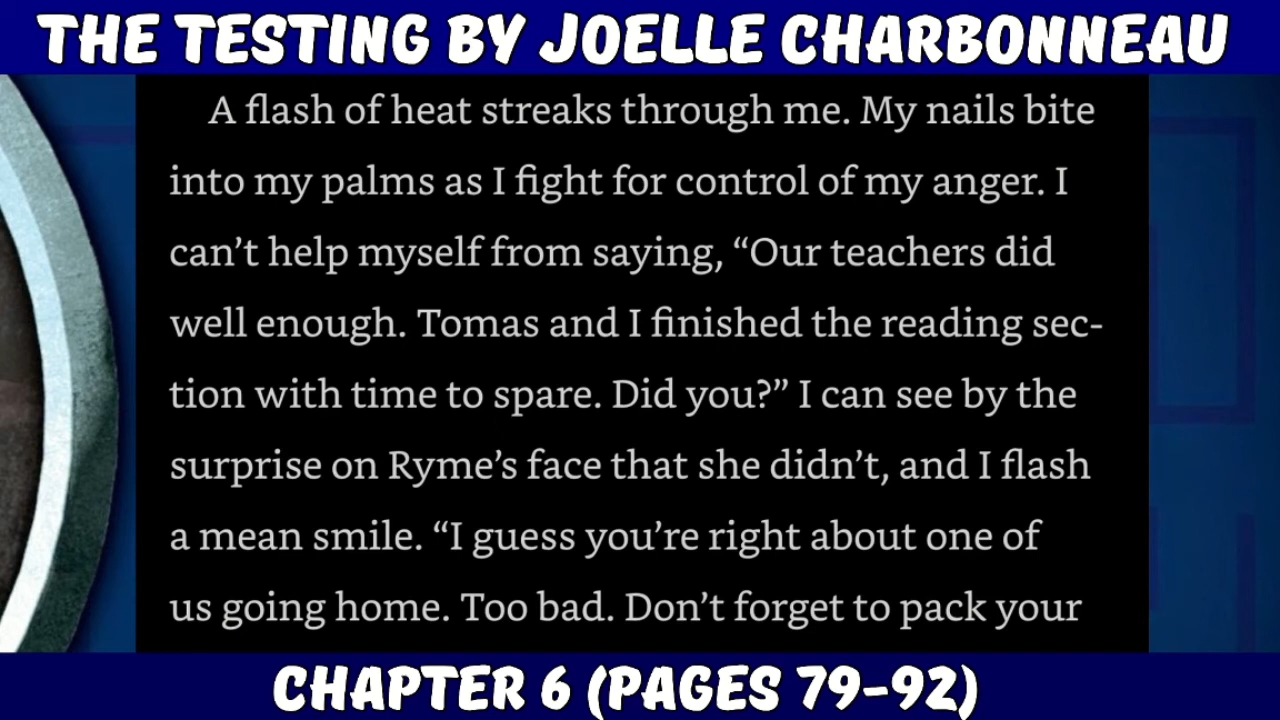 THE TESTING BY JOELLE CHARBONNEAU
A flash of heat streaks through me. My nails bite
into my palms as I fight for control of my anger. I
can’t help myself from saying, “Our teachers did
well enough. Tomas and I finished the reading sec-
tion with time to spare. Did you?” I can see by the
surprise on Ryme’s face that she didn’t, and I flash
a mean smile. “I guess you’re right about one of
us going home. Too bad. Don’t forget to pack your
CHAPTER 6 (PAGES 79-92)